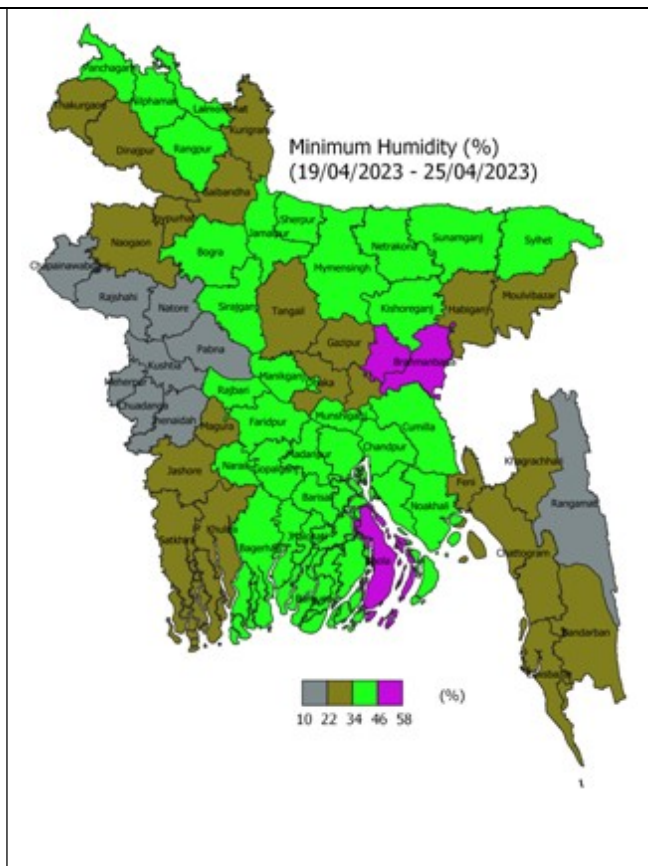 Panchagarh
Nilphamari
Lalmonirhat
Thakurgaon
Kurigram
Rangpur
Dinajpur
Minimum Humidity (%)
(19/04/2023 - 25/04/2023)
Gaibandha
Joypurhat
Naogaon
Sherpur
Jamalpur
Netrakona
Sunamganj
Sylhet
Bogra
Mymensingh
Chapainawabganj
Rajshahi
Natore
Sirajganj
Kishoreganj
Habiganj
Moulvibazar
Tangail
Gazipur
Pabna
Brahmanbaria
Kushtia
Meherpur
Manikganj
Dhaka
Rajbari
Chuadanga
Jhenaidah
Munshiganj
Magura
Faridpur
Cumilla
Chandpur
Madaripur
Khagrachhari
Jashore
Narail
Gopalganj
Feni
Barisal
Noakhali
Rangamati
Khulna
Chattogram
Satkhira
Jhalokati
Bagerhat
Bhola
Barguna
Bandarban
Coxsbazar
(%)
10 22 34 46 58